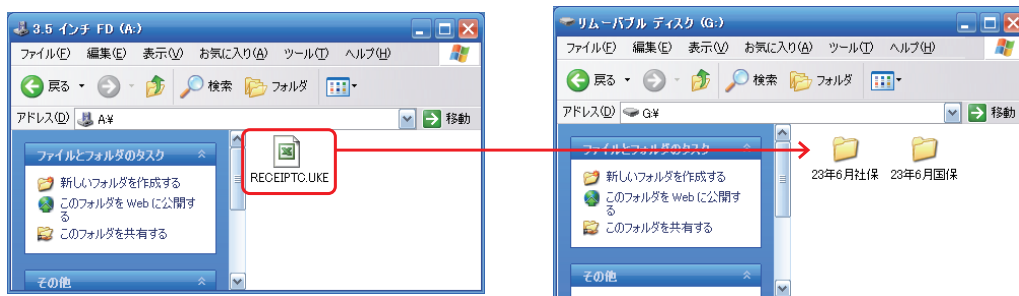 3.5 インチ FD (A:)
ファイル(F) 編集(E) 表示(V) お気に入り(A) ツール(T) ヘルプ(H)
戻る 検索 フォルダ
アドレス(D) A¥ 移動
ファイルとフォルダのタスク
新しいフォルダを作成する
このフォルダを Web に公開す
る
このフォルダを共有する
その他
RECEIPTC.UKE
リムーバブル ディスク (G:)
ファイル(F) 編集(E) 表示(V) お気に入り(A) ツール(T) ヘルプ(H)
戻る 検索 フォルダ
アドレス(D) G¥ 移動
ファイルとフォルダのタスク
新しいフォルダを作成する
このフォルダを Web に公開す
る
このフォルダを共有する
その他
23年6月社保 23年6月国保